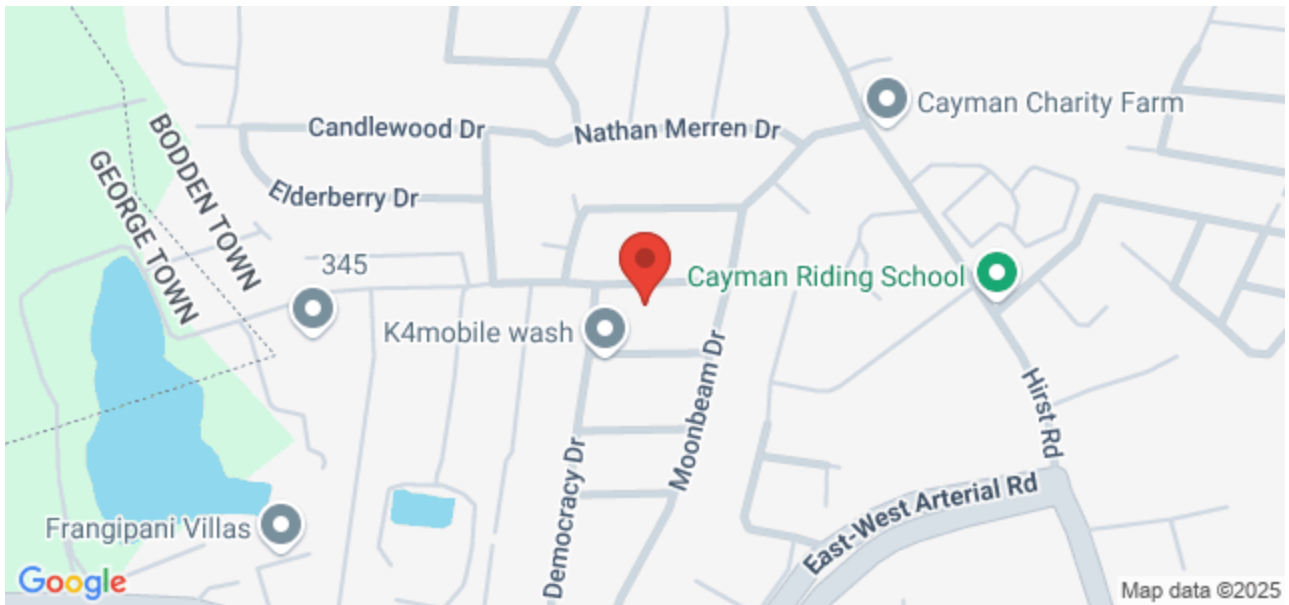 Cayman Charity Farm
Candlewood Dr
Nathan Merren Dr
BODDEN TOWN
GEORGE TOWN
Elderberry Dr
345
Cayman Riding School
K4mobile wash
Moonbeam Dr
Hirst Rd
Democracy Dr
East-West Arterial Rd
Frangipani Villas
Google
Map data ©2025